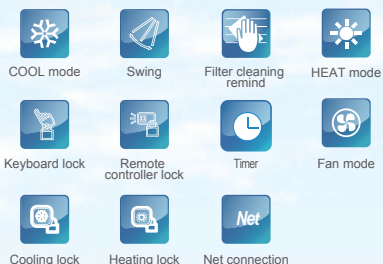 COOL mode
Swing
Filter cleaning
remind
HEAT mode
Keyboard lock
Remote
controller lock
Timer
Fan mode
Net
Cooling lock
Heating lock
Net connection